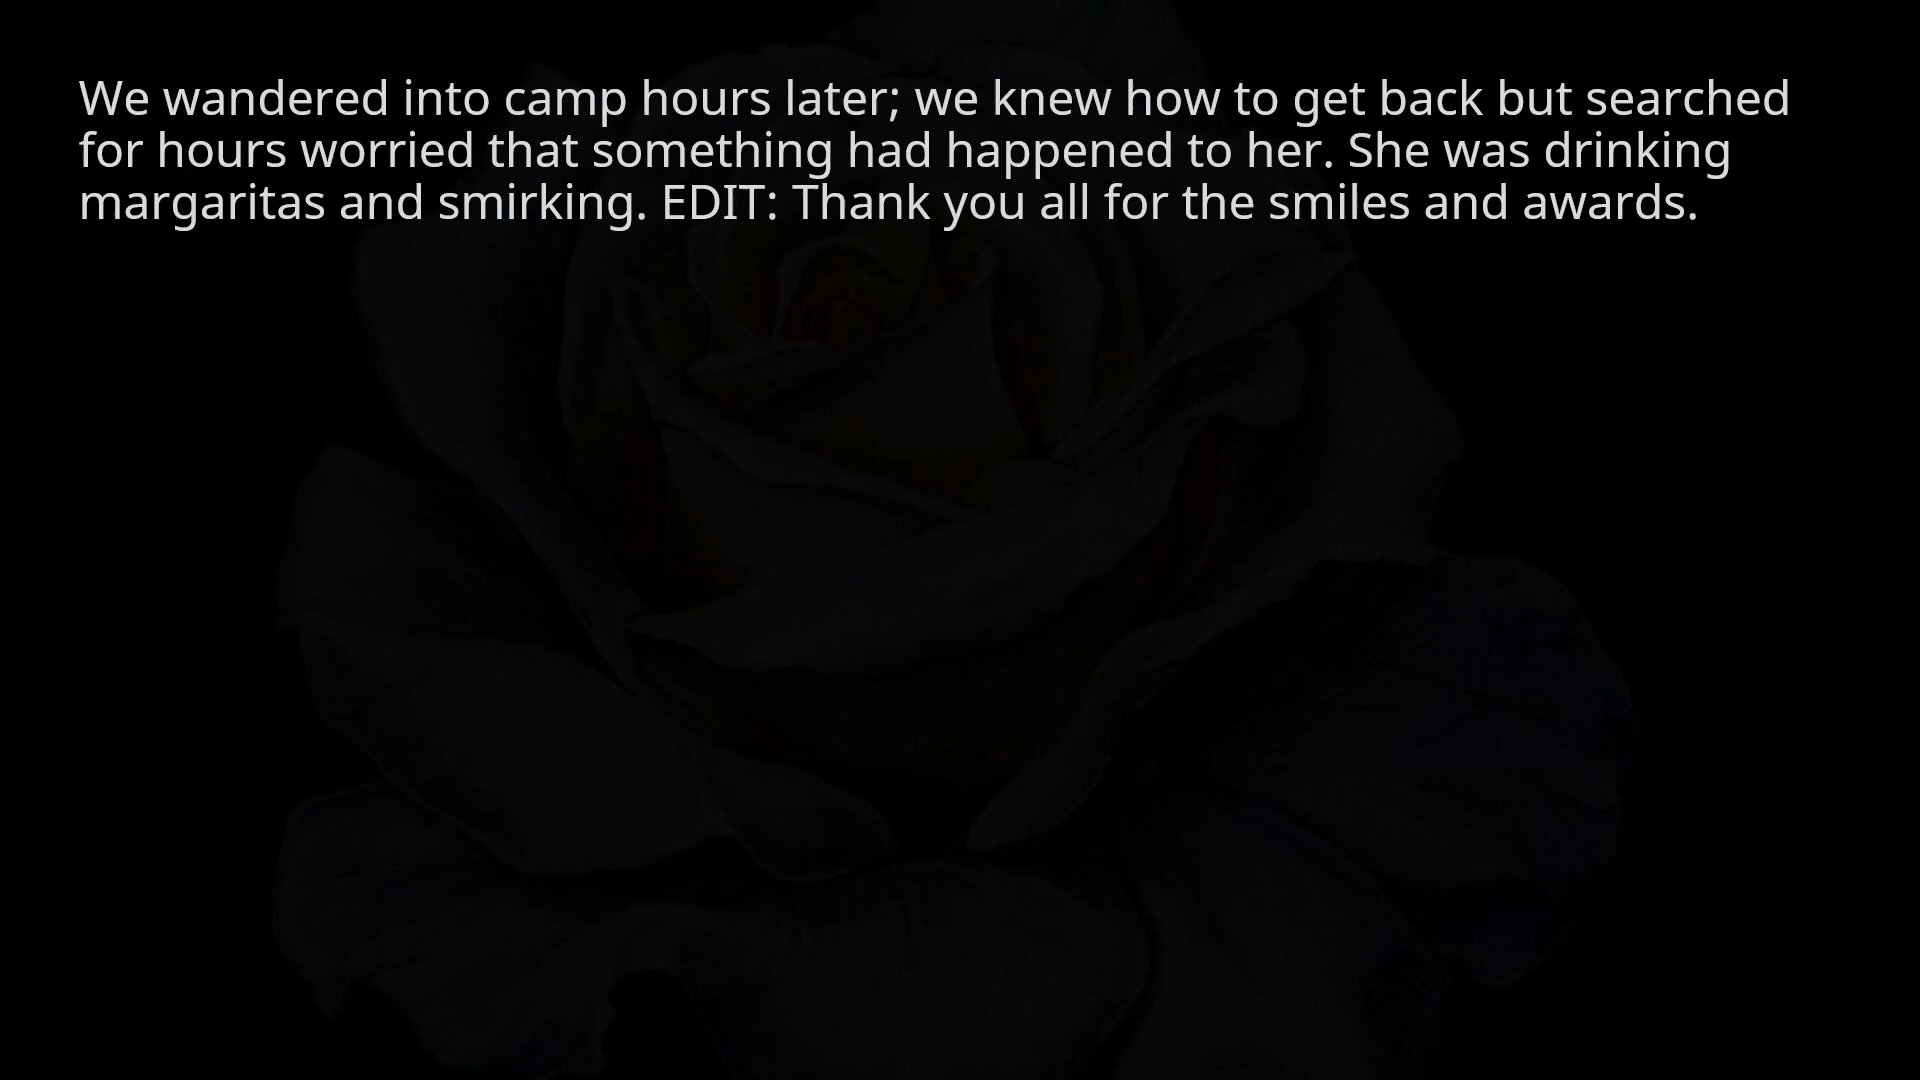 We wandered into camp hours later; we knew how to get back but searched
for hours worried that something had happened to her. She was drinking
margaritas and smirking. EDIT: Thank you all for the smiles and awards.